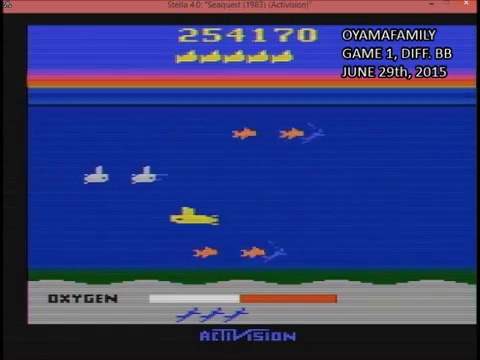 Stella 4.0: "Seaquest (1983) (Activision)"
254170
OYAMAFAMILY
GAME 1, DIFF. BB
JUNE 29th, 2015
OXYGEN
ACTIVISION